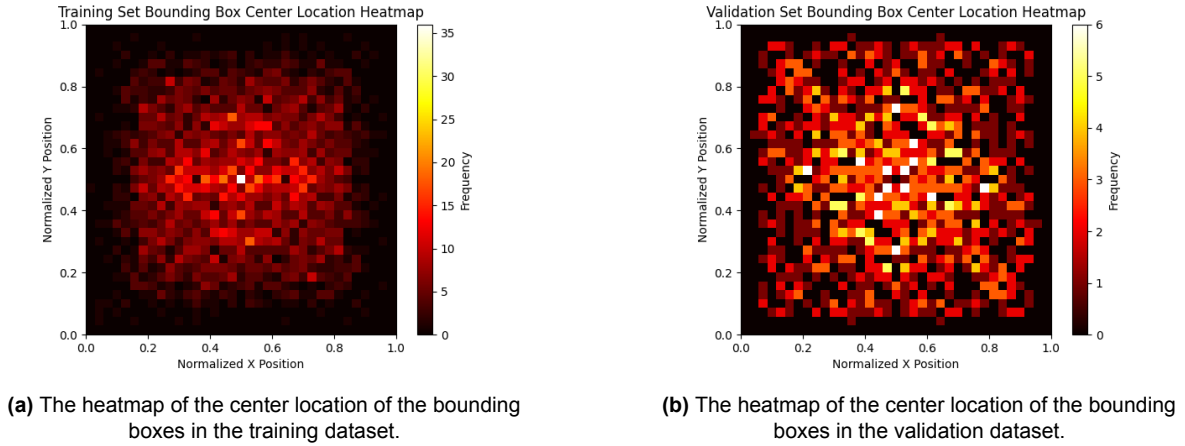 Training Set Bounding Box Center Location Heatmap
1.0
0.8
0.6
0.4
0.2
0.0
Normalized Y Position
0.0 0.2 0.4 0.6 0.8 1.0
Normalized X Position
35
30
25
20
15
10
5
0
Frequency
(a) The heatmap of the center location of the bounding
boxes in the training dataset.
Validation Set Bounding Box Center Location Heatmap
1.0
0.8
0.6
0.4
0.2
0.0
Normalized Y Position
0.0 0.2 0.4 0.6 0.8 1.0
Normalized X Position
6
5
4
3
2
1
0
Frequency
(b) The heatmap of the center location of the bounding
boxes in the validation dataset.